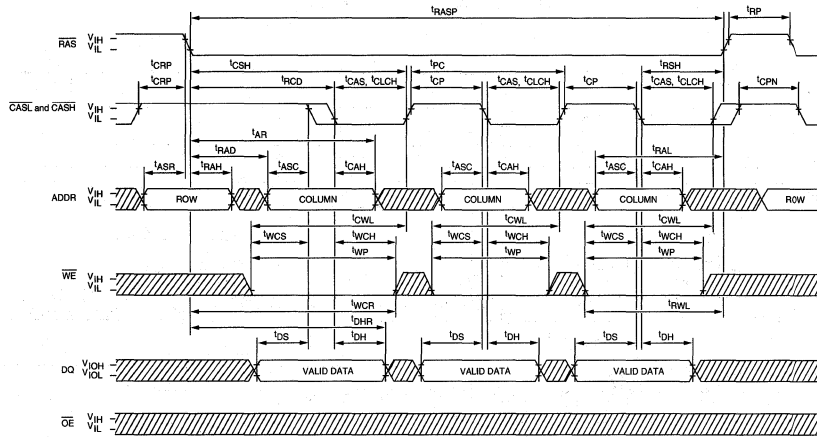 tRASP tRP
RAS VIH VIL
tCRP tCSH tPC tRSH
tCRP tRCD tCAS, tCLCH tCP tCAS, tCLCH tCP tCAS, tCLCH tCPN
CASL and CASH VIH VIL
tAR
tRAD tRAL
tASR tRAH tASC tCAH tASC tCAH tASC tCAH
ADDR VIH VIL ROW COLUMN COLUMN COLUMN ROW
tCWL tCWL tCWL
tWCS tWCH tWCS tWCH tWCS tWCH
tWP tWP tWP
WE VIH VIL
tWCR tRWL
tDHR
tDS tDH tDS tDH tDS tDH
DQ VIOH VIOL VALID DATA VALID DATA VALID DATA
OE VIH VIL